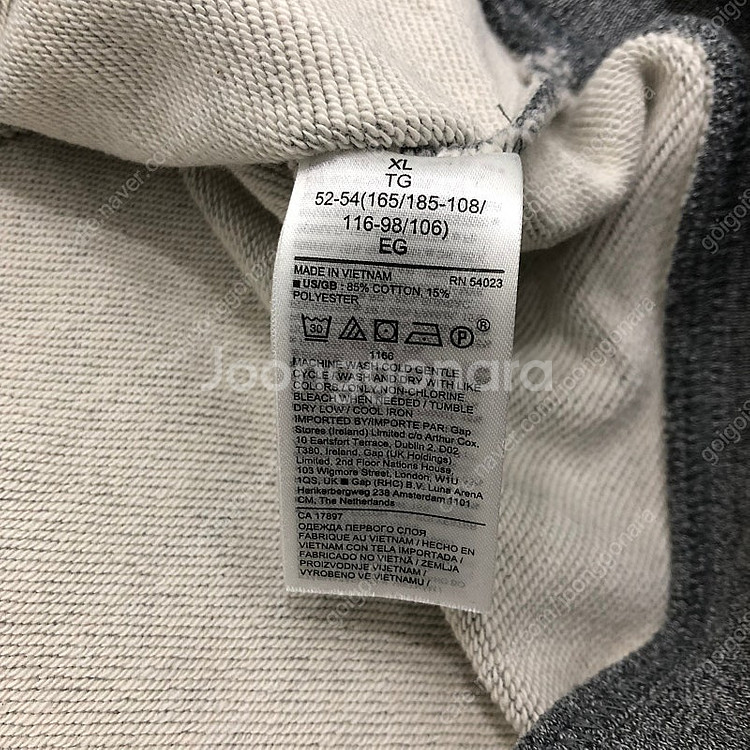 XL
TG
52-54(165/185-108/
116-98/106)
EG
MADE IN VIETNAM RN 54023
■ US/GB : 85% COTTON, 15%
POLYESTER
30 P ®
1166
MACHINE WASH COLD GENTLE
CYCLE / WASH AND DRY WITH LIKE
COLORS / ONLY NON-CHLORINE
BLEACH WHEN NEEDED / TUMBLE
DRY LOW / COOL IRON
IMPORTED BY/IMPORTE PAR: Gap
Stores (Ireland) Limited c/o Arthur Cox,
10 Earlsfort Terrace, Dublin 2, D02
T380, Ireland, Gap (UK Holdings)
Limited, 2nd Floor Nations House
103 Wigmore Street, London, W1U
1QS, UK ■ Gap (RHC) B.V. Luna ArenA
Herikerbergweg 238 Amsterdam 1101
CM, The Netherlands
CA 17897
ОДЕЖДА ПЕРВОГО СЛОЯ
FABRIQUE AU VIETNAM / HECHO EN
VIETNAM CON TELA IMPORTADA /
FABRICADO NO VIETNÃ / ZEMLJA
PROIZVODNJE VIJETNAM /
VYROBENO VE VIETNAMU /
Joonggonara